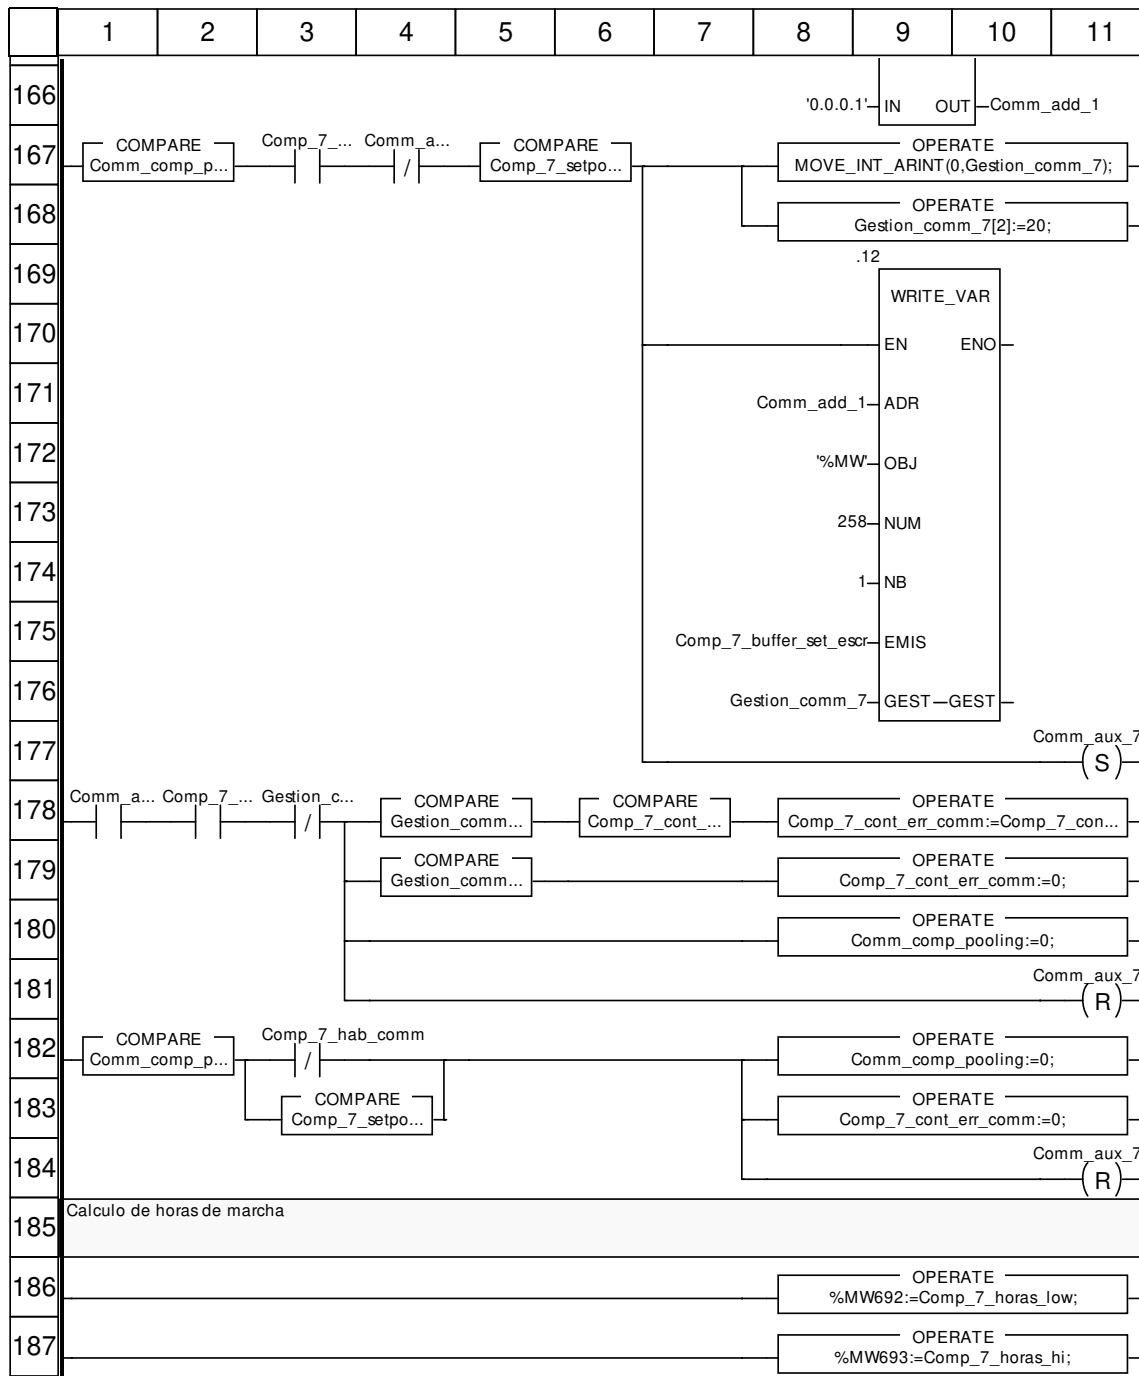 1 2 3 4 5 6 7 8 9 10 11
166
'0.0.0.1' IN OUT Comm_add_1
167
COMPARE Comp_7_... Comm_a... COMPARE OPERATE
Comm_comp_p... / Comp_7_setpo... MOVE_INT_ARINT(0,Gestion_comm_7);
168
OPERATE
Gestion_comm_7[2]:=20;
169
.12
WRITE_VAR
170
EN ENO
171
Comm_add_1 ADR
172
'%MW' OBJ
173
258 NUM
174
1 NB
175
Comp_7_buffer_set_escr EMIS
176
Gestion_comm_7 GEST GEST
177
Comm_aux_7
S
178
Comm_a... Comp_7_... Gestion_c... COMPARE COMPARE OPERATE
/ Gestion_comm... Comp_7_cont_... Comp_7_cont_err_comm:=Comp_7_con...
179
COMPARE OPERATE
Gestion_comm... Comp_7_cont_err_comm:=0;
180
OPERATE
Comm_comp_pooling:=0;
181
Comm_aux_7
R
182
COMPARE Comp_7_hab_comm OPERATE
Comm_comp_p... / Comm_comp_pooling:=0;
183
COMPARE OPERATE
Comp_7_setpo... Comp_7_cont_err_comm:=0;
184
Comm_aux_7
R
185
Calculo de horas de marcha
186
OPERATE
%MW692:=Comp_7_horas_low;
187
OPERATE
%MW693:=Comp_7_horas_hi;